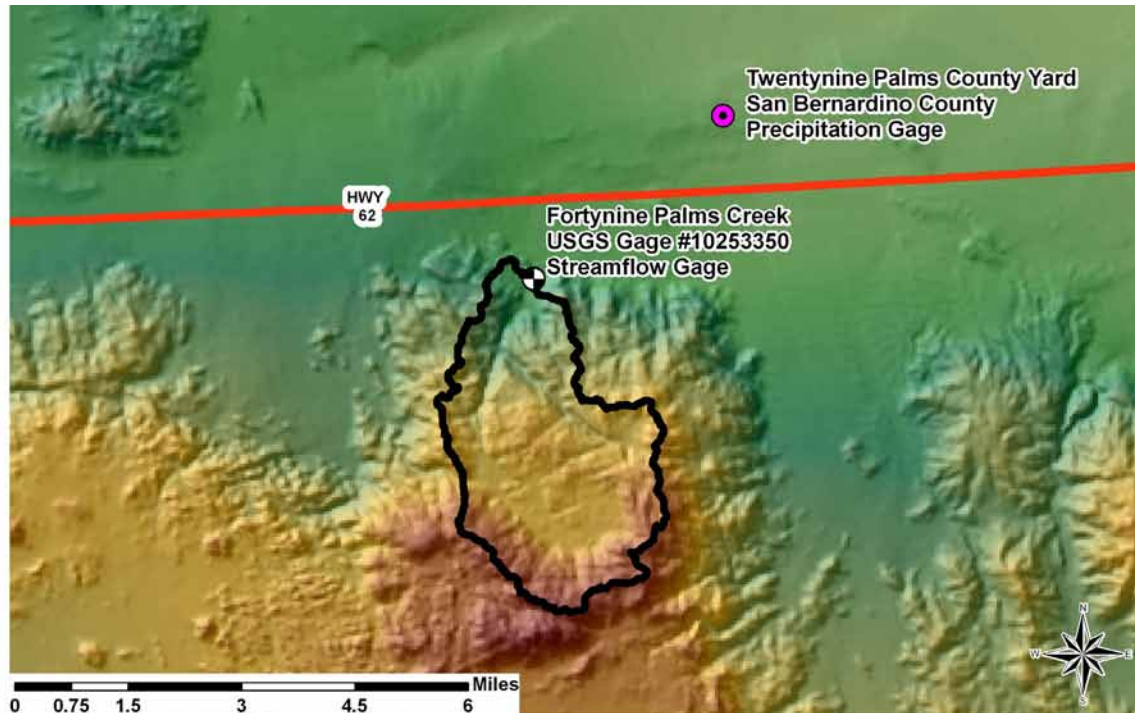 Twentynine Palms County Yard
San Bernardino County
Precipitation Gage
HWY
62
Fortynine Palms Creek
USGS Gage #10253350
Streamflow Gage
N
W E
S
Miles
0 0.75 1.5 3 4.5 6